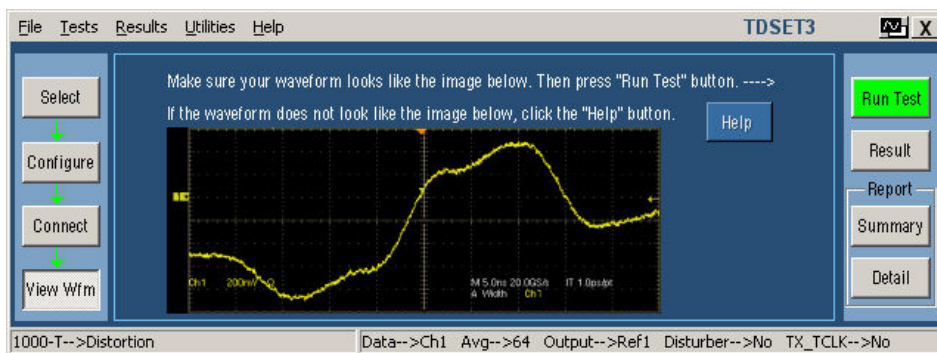 File Tests Results Utilities Help TDSET3 X
Make sure your waveform looks like the image below. Then press "Run Test" button. ---->
If the waveform does not look like the image below, click the "Help" button.
Help
Select
Configure
Connect
View Wfm
Ch1 200mV Ω
M 5.0ns 20.0GS/s IT 1.0ps/pt
A Width Ch1
Run Test
Result
Report
Summary
Detail
1000-T-->Distortion Data-->Ch1 Avg-->64 Output-->Ref1 Disturber-->No TX_TCLK-->No